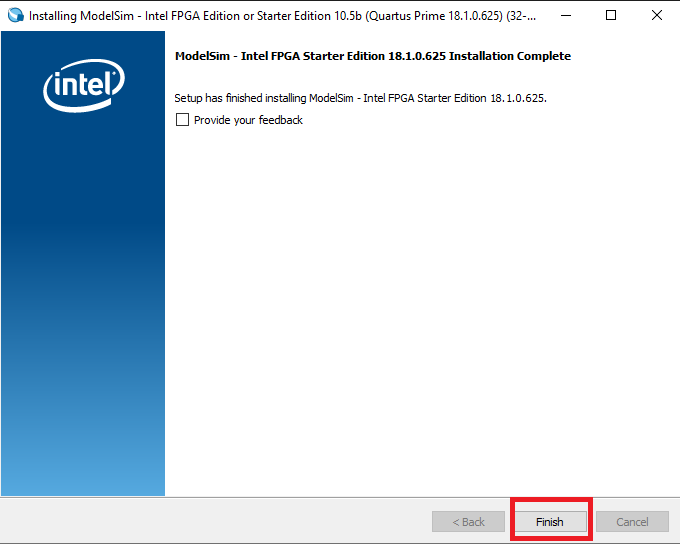 Installing ModelSim - Intel FPGA Edition or Starter Edition 10.5b (Quartus Prime 18.1.0.625) (32-...
intel
ModelSim - Intel FPGA Starter Edition 18.1.0.625 Installation Complete
Setup has finished installing ModelSim - Intel FPGA Starter Edition 18.1.0.625.
Provide your feedback
< Back Finish Cancel